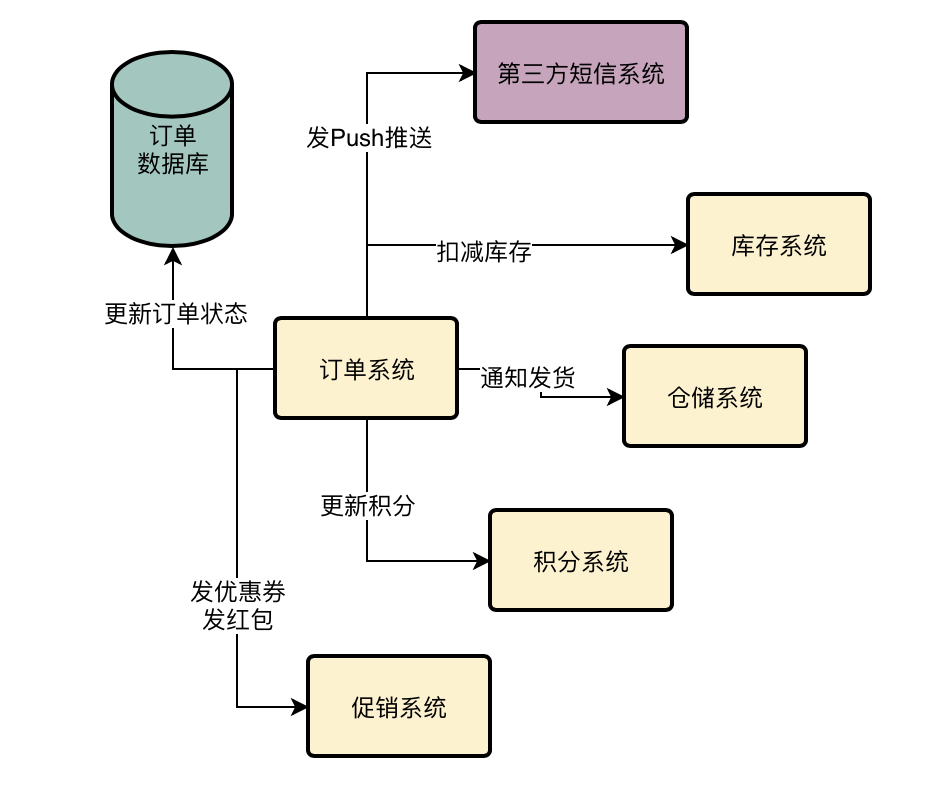 第三方短信系统
订单
数据库
发Push推送
库存系统
扣减库存
更新订单状态
订单系统
通知发货
仓储系统
更新积分
积分系统
发优惠券
发红包
促销系统